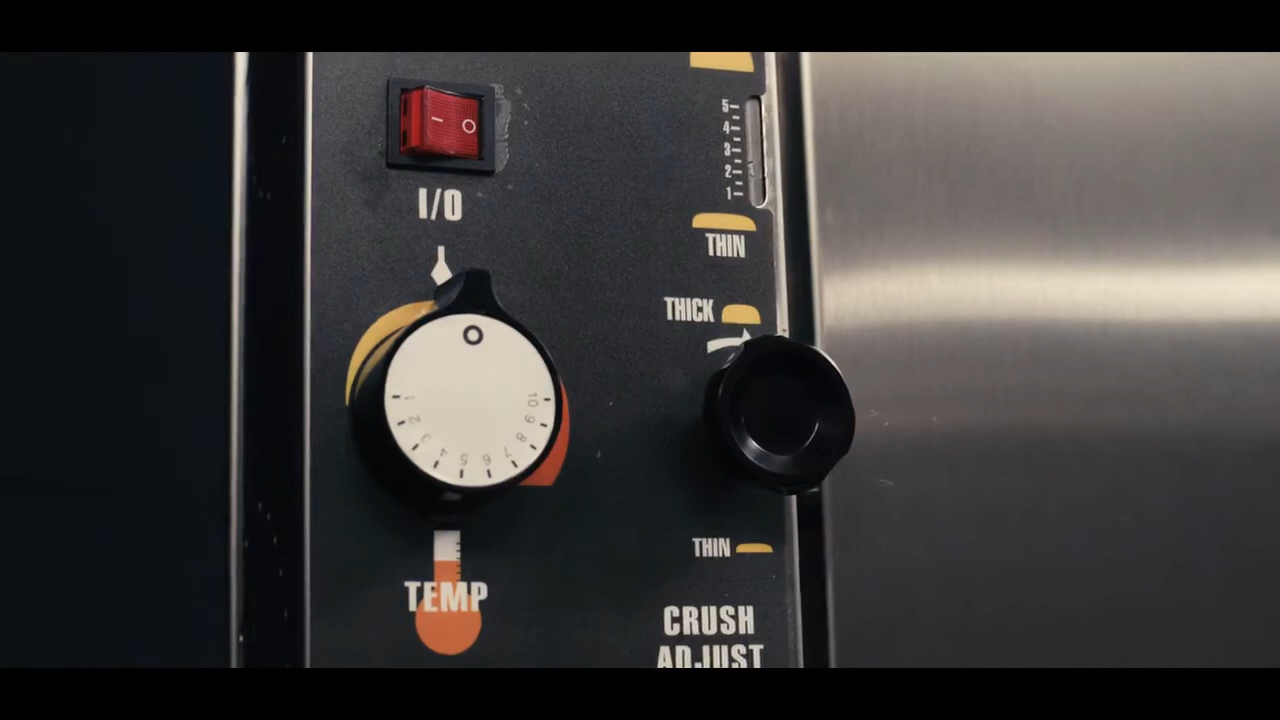 I O
I/O
O
1 2 3 4 5 6 7 8 9 10
TEMP
5
4
3
2
1
THIN
THICK
THIN
CRUSH
ADJUST